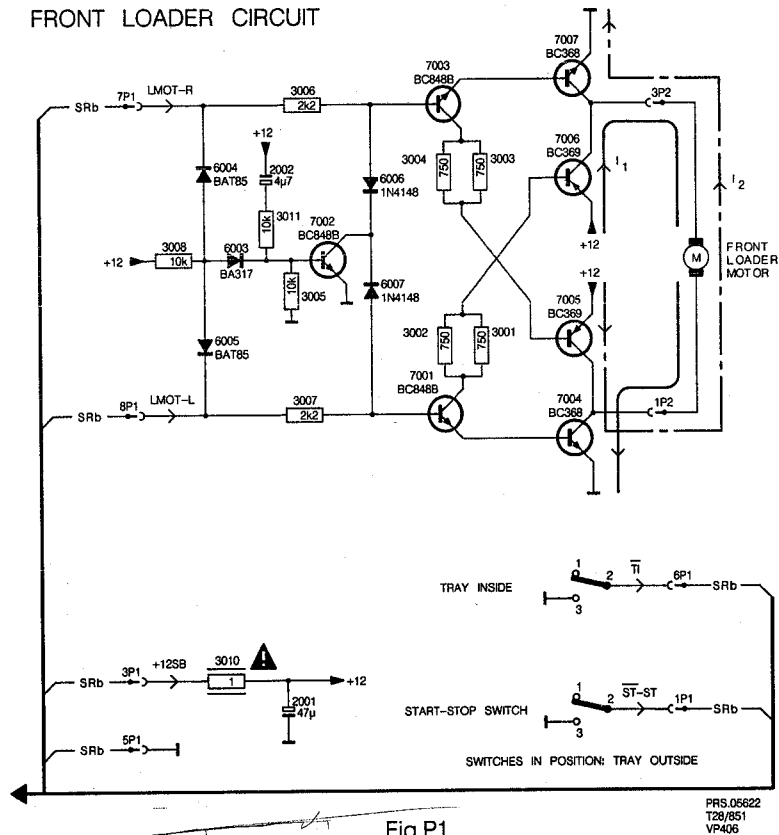 FRONT LOADER CIRCUIT
7007
BC368
7003
BC848B
SRb
7P1
LMOT-R
3006
2k2
3P2
+12
2002
4µ7
6004
BAT85
6006
1N4148
3004
750
750
3003
7006
BC369
I1
I2
3011
10k
7002
BC848B
+12
3008
10k
6003
BA317
10k
3005
6007
1N4148
+12
+12
M
FRONT
LOADER
MOTOR
7005
BC369
3002
750
750
3001
6005
BAT85
7001
BC848B
7004
BC368
1P2
SRb
8P1
LMOT-L
3007
2k2
TRAY INSIDE
1
2
3
TI
6P1
SRb
SRb
3P1
+12SB
3010
1
+12
2001
47µ
START-STOP SWITCH
1
2
3
ST-ST
1P1
SRb
SRb
5P1
SWITCHES IN POSITION: TRAY OUTSIDE
Fig.P1
PRS.05622
T28/851
VP406